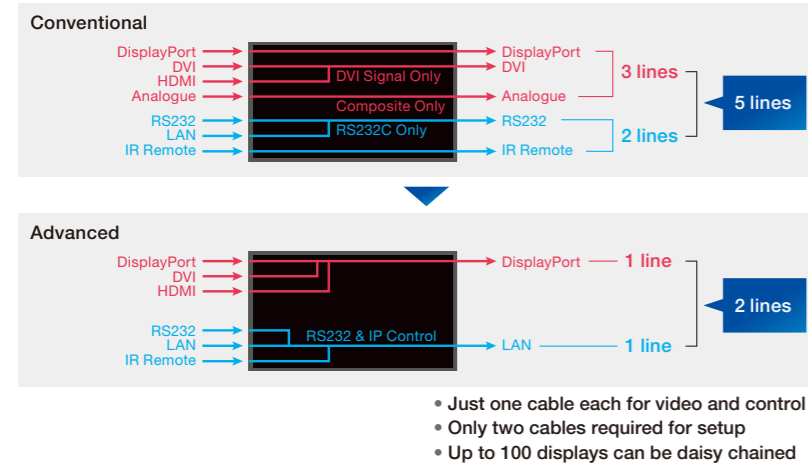 Conventional
DisplayPort
DVI
HDMI
Analogue
RS232
LAN
IR Remote
DVI Signal Only
Composite Only
RS232C Only
DisplayPort
DVI
Analogue
RS232
IR Remote
3 lines
2 lines
5 lines
Advanced
DisplayPort
DVI
HDMI
RS232
LAN
IR Remote
RS232 & IP Control
DisplayPort
LAN
1 line
1 line
2 lines
• Just one cable each for video and control
• Only two cables required for setup
• Up to 100 displays can be daisy chained